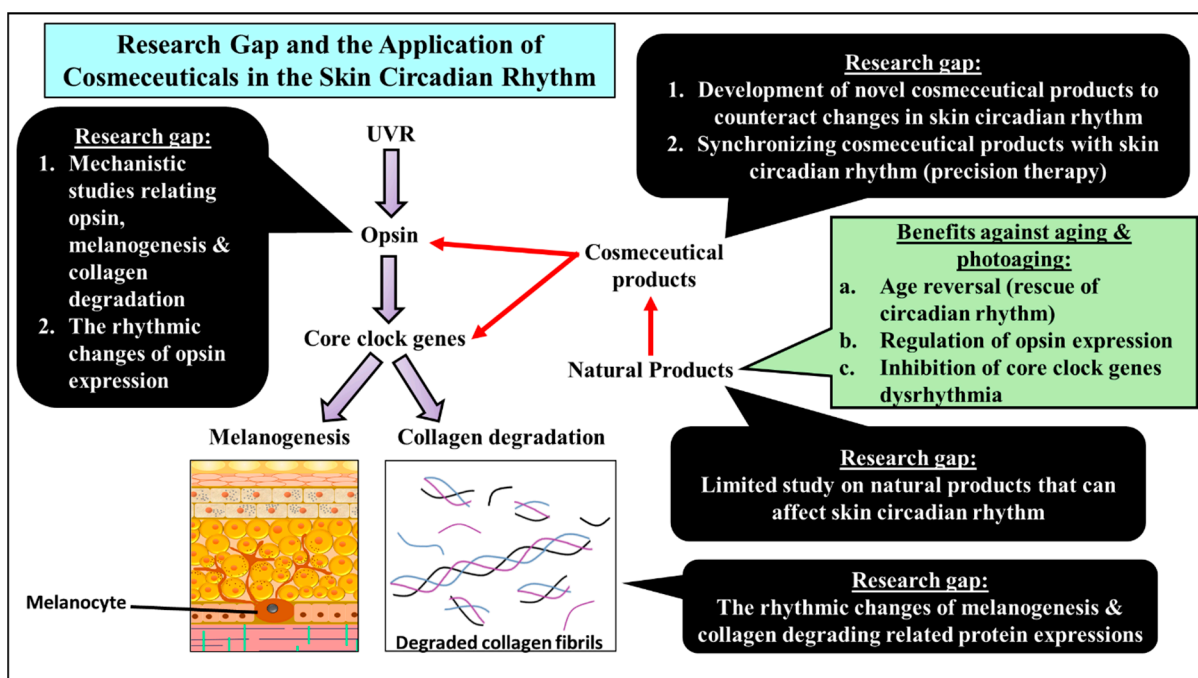 Research Gap and the Application of
Cosmeceuticals in the Skin Circadian Rhythm
Research gap:
1. Mechanistic
studies relating
opsin,
melanogenesis &
collagen
degradation
2. The rhythmic
changes of opsin
expression
UVR
Opsin
Core clock genes
Melanogenesis
Collagen degradation
Melanocyte
Degraded collagen fibrils
Research gap:
1. Development of novel cosmeceutical products to
counteract changes in skin circadian rhythm
2. Synchronizing cosmeceutical products with skin
circadian rhythm (precision therapy)
Cosmeceutical
products
Natural Products
Benefits against aging &
photoaging:
a. Age reversal (rescue of
circadian rhythm)
b. Regulation of opsin expression
c. Inhibition of core clock genes
dysrhythmia
Research gap:
Limited study on natural products that can
affect skin circadian rhythm
Research gap:
The rhythmic changes of melanogenesis &
collagen degrading related protein expressions